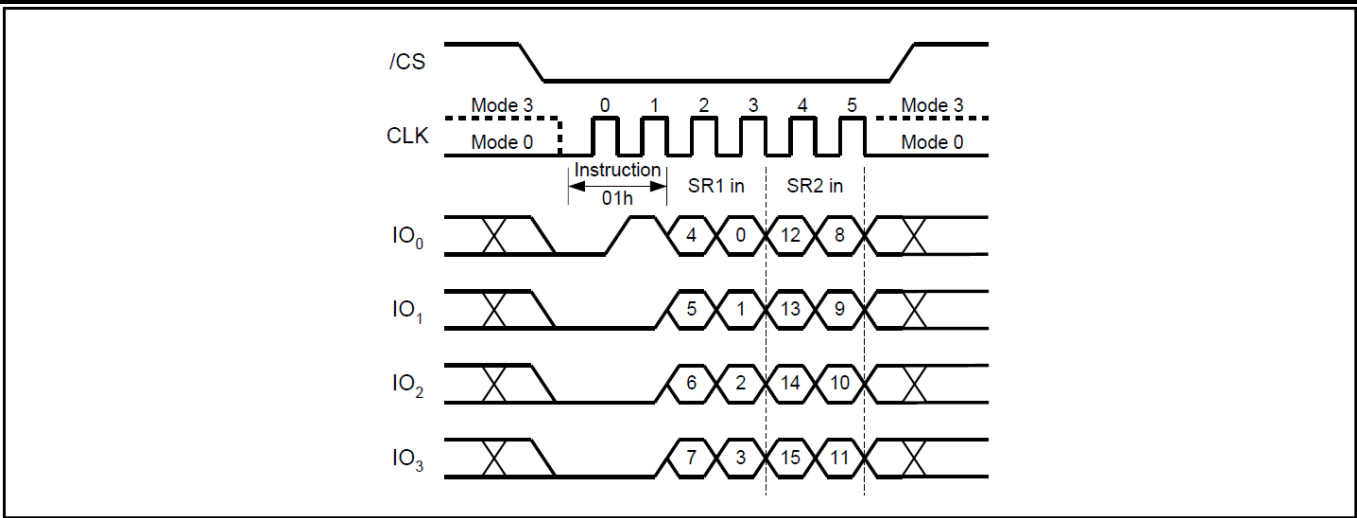 /CS
Mode 3 0 1 2 3 4 5 Mode 3
CLK
Mode 0 Mode 0
Instruction
SR1 in SR2 in
01h
IO0 4 0 12 8
IO1 5 1 13 9
IO2 6 2 14 10
IO3 7 3 15 11